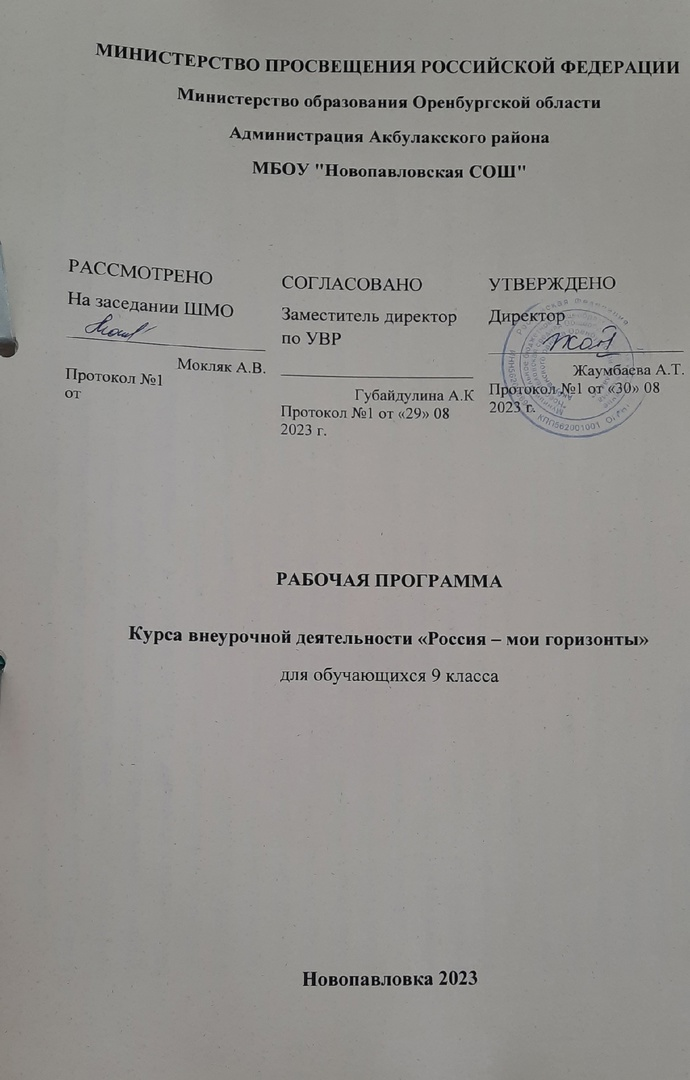 МИНИСТЕРСТВО ПРОСВЕЩЕНИЯ РОССИЙСКОЙ ФЕДЕРАЦИИ
Министерство образования Оренбургской области
Администрация Акбулакского района
МБОУ "Новопавловская СОШ"
РАССМОТРЕНО
На заседании ШМО
Мокляк А.В.
Протокол №1
от
СОГЛАСОВАНО
Заместитель директор
по УВР
Губайдулина А.К
Протокол №1 от «29» 08
2023 г.
УТВЕРЖДЕНО
Директор
Жаумбаева А.Т.
Протокол №1 от «30» 08
2023 г.
КПП562001001
РАБОЧАЯ ПРОГРАММА
Курса внеурочной деятельности «Россия – мои горизонты»
для обучающихся 9 класса
Новопавловка 2023